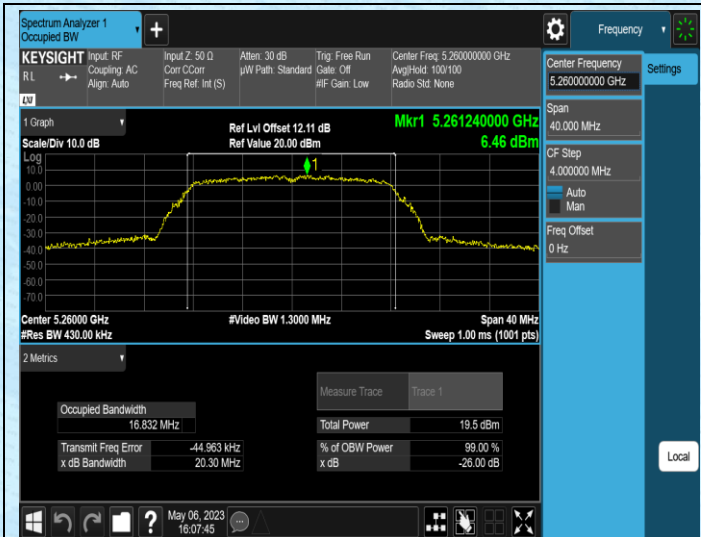 Spectrum Analyzer 1
Occupied BW
Frequency
KEYSIGHT
RL
LXI
Input: RF
Coupling: AC
Align: Auto
Input Z: 50 Ω
Corr CCorr
Freq Ref: Int (S)
Atten: 30 dB
µW Path: Standard
Trig: Free Run
Gate: Off
#IF Gain: Low
Center Freq: 5.260000000 GHz
Avg|Hold: 100/100
Radio Std: None
Center Frequency
5.260000000 GHz
Settings
Span
40.000 MHz
CF Step
4.000000 MHz
Auto
Man
Freq Offset
0 Hz
Local
1 Graph
Scale/Div 10.0 dB
Ref Lvl Offset 12.11 dB
Ref Value 20.00 dBm
Mkr1 5.261240000 GHz
6.46 dBm
Log
10.0
0.00
-10.0
-20.0
-30.0
-40.0
-50.0
-60.0
-70.0
1
Center 5.26000 GHz
#Res BW 430.00 kHz
#Video BW 1.3000 MHz
Span 40 MHz
Sweep 1.00 ms (1001 pts)
2 Metrics
Measure Trace
Trace 1
Occupied Bandwidth
16.832 MHz
Total Power
19.5 dBm
Transmit Freq Error
-44.963 kHz
% of OBW Power
99.00 %
x dB Bandwidth
20.30 MHz
x dB
-26.00 dB
May 06, 2023
16:07:45